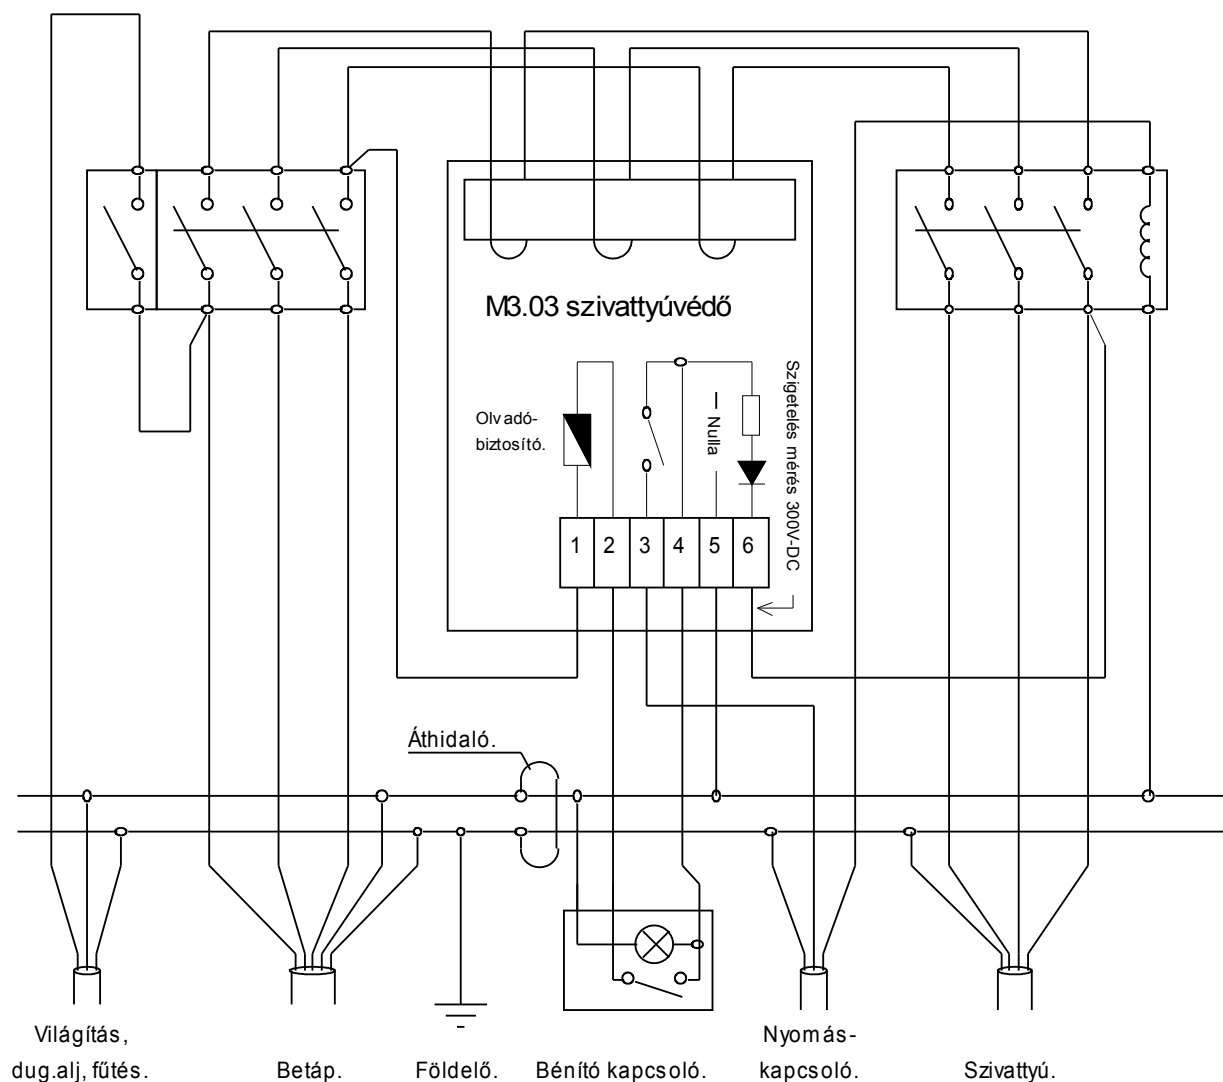 M3.03 szivattyúvédő
Olvadó-
biztosító.
Nulla
Szigetelés mérés 300V-DC
1 2 3 4 5 6
Áthidaló.
Világítás,
dug.alj, fűtés.
Betáp.
Földelő.
Bénító kapcsoló.
Nyomás-
kapcsoló.
Szivattyú.